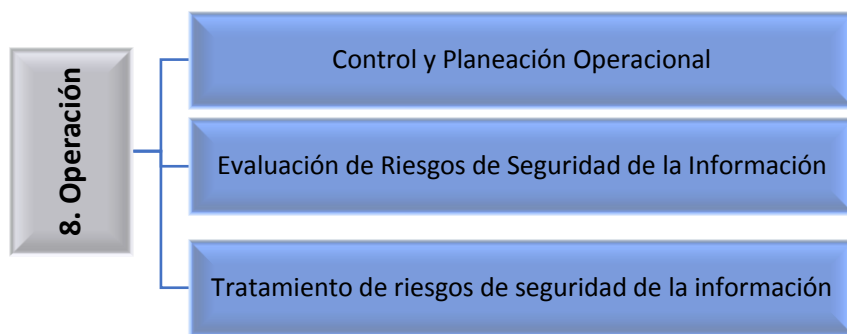 8. Operación
Control y Planeación Operacional
Evaluación de Riesgos de Seguridad de la Información
Tratamiento de riesgos de seguridad de la información